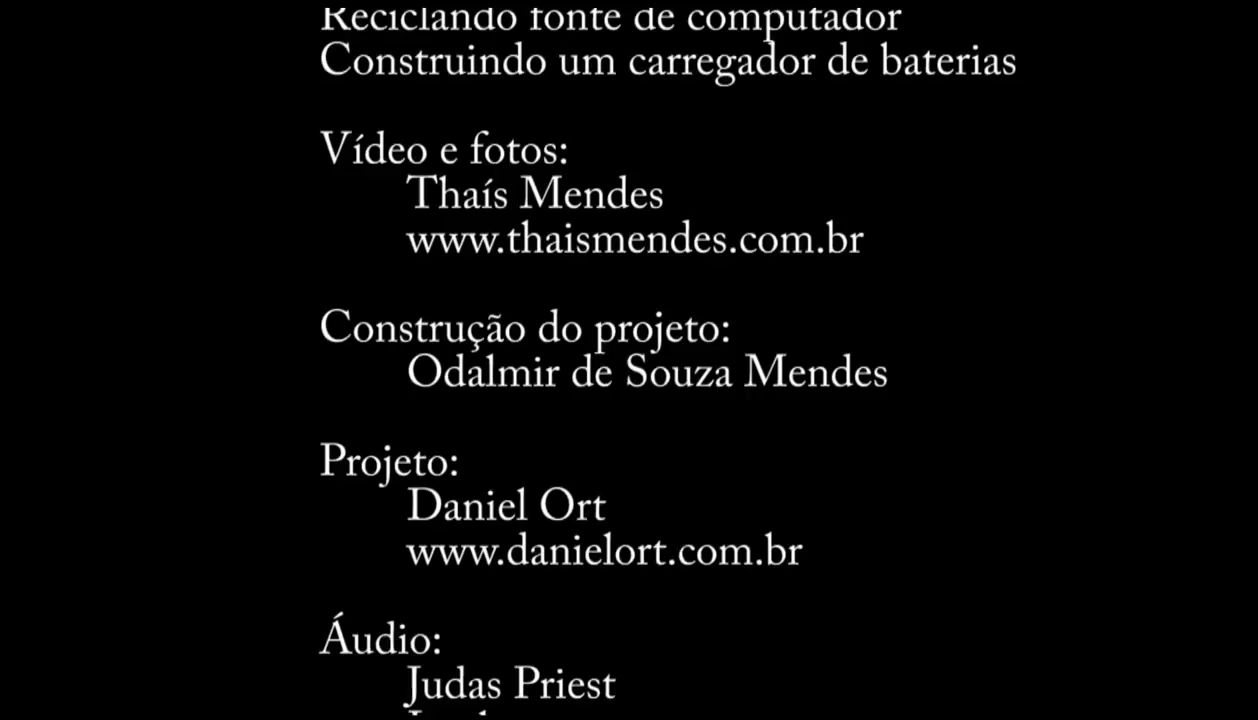 Reciclando fonte de computador
Construindo um carregador de baterias
Vídeo e fotos:
Thaís Mendes
www.thaismendes.com.br
Construção do projeto:
Odalmir de Souza Mendes
Projeto:
Daniel Ort
www.danielort.com.br
Áudio:
Judas Priest